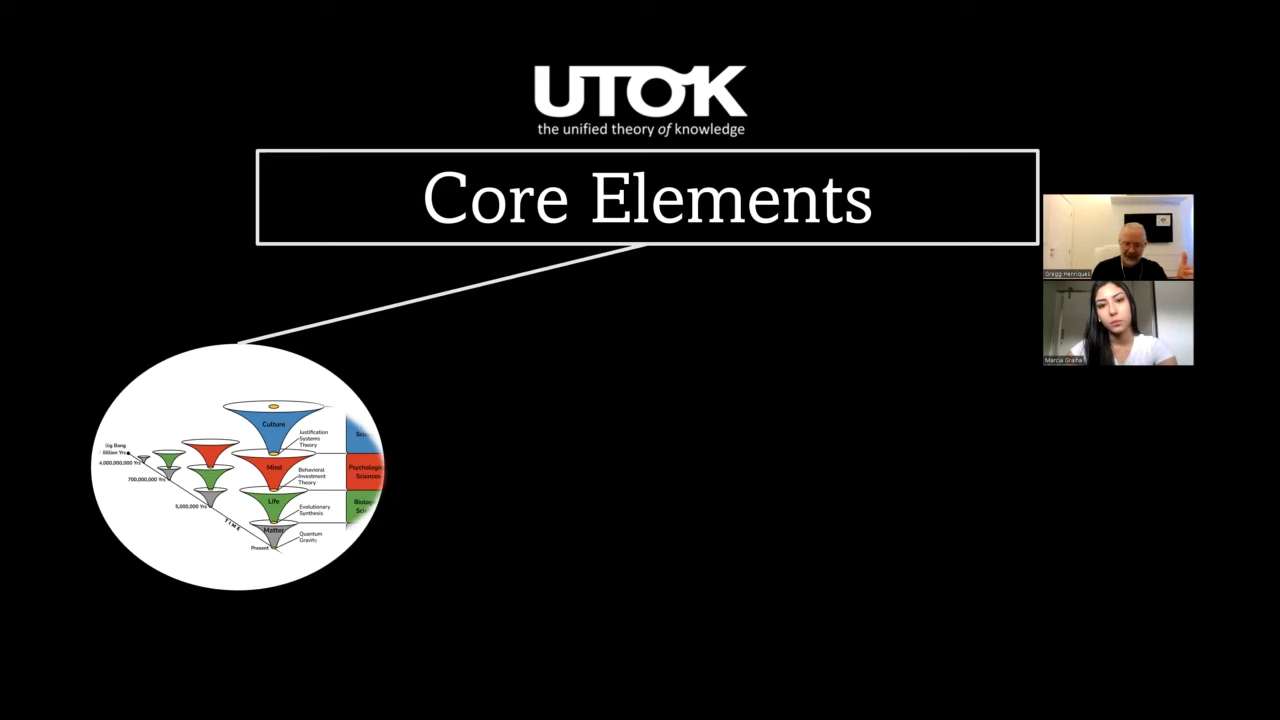 UTOK
the unified theory of knowledge
Core Elements
Gregg Henriques
Marcia Gralha
Big Bang
Billion Yrs
4,000,000,000 Yrs
700,000,000 Yrs
5,000,000 Yrs
TIME
Present
Culture
Justification
Systems
Theory
Mind
Behavioral
Investment
Theory
Life
Evolutionary
Synthesis
Matter
Quantum
Gravity
Psychological
Sciences